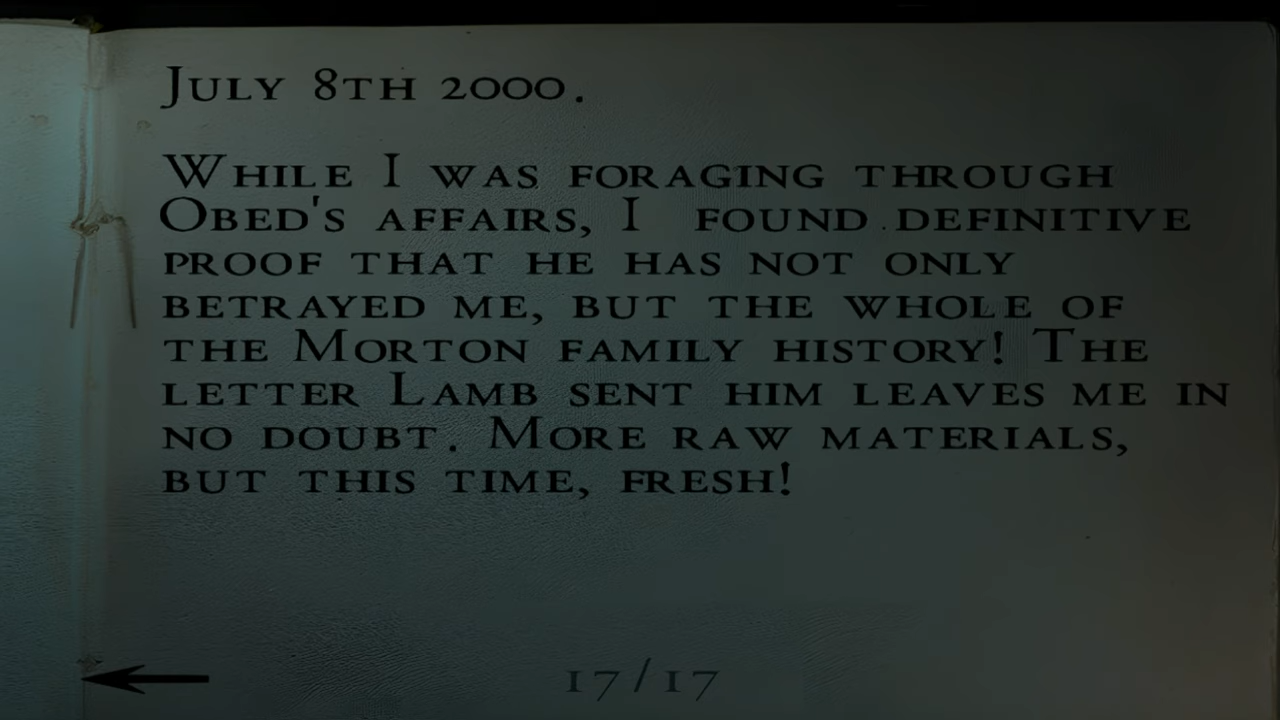 July 8th 2000.
While I was foraging through
Obed's affairs, I found definitive
proof that he has not only
betrayed me, but the whole of
the Morton family history! The
letter Lamb sent him leaves me in
no doubt. More raw materials,
but this time, fresh!
17/17